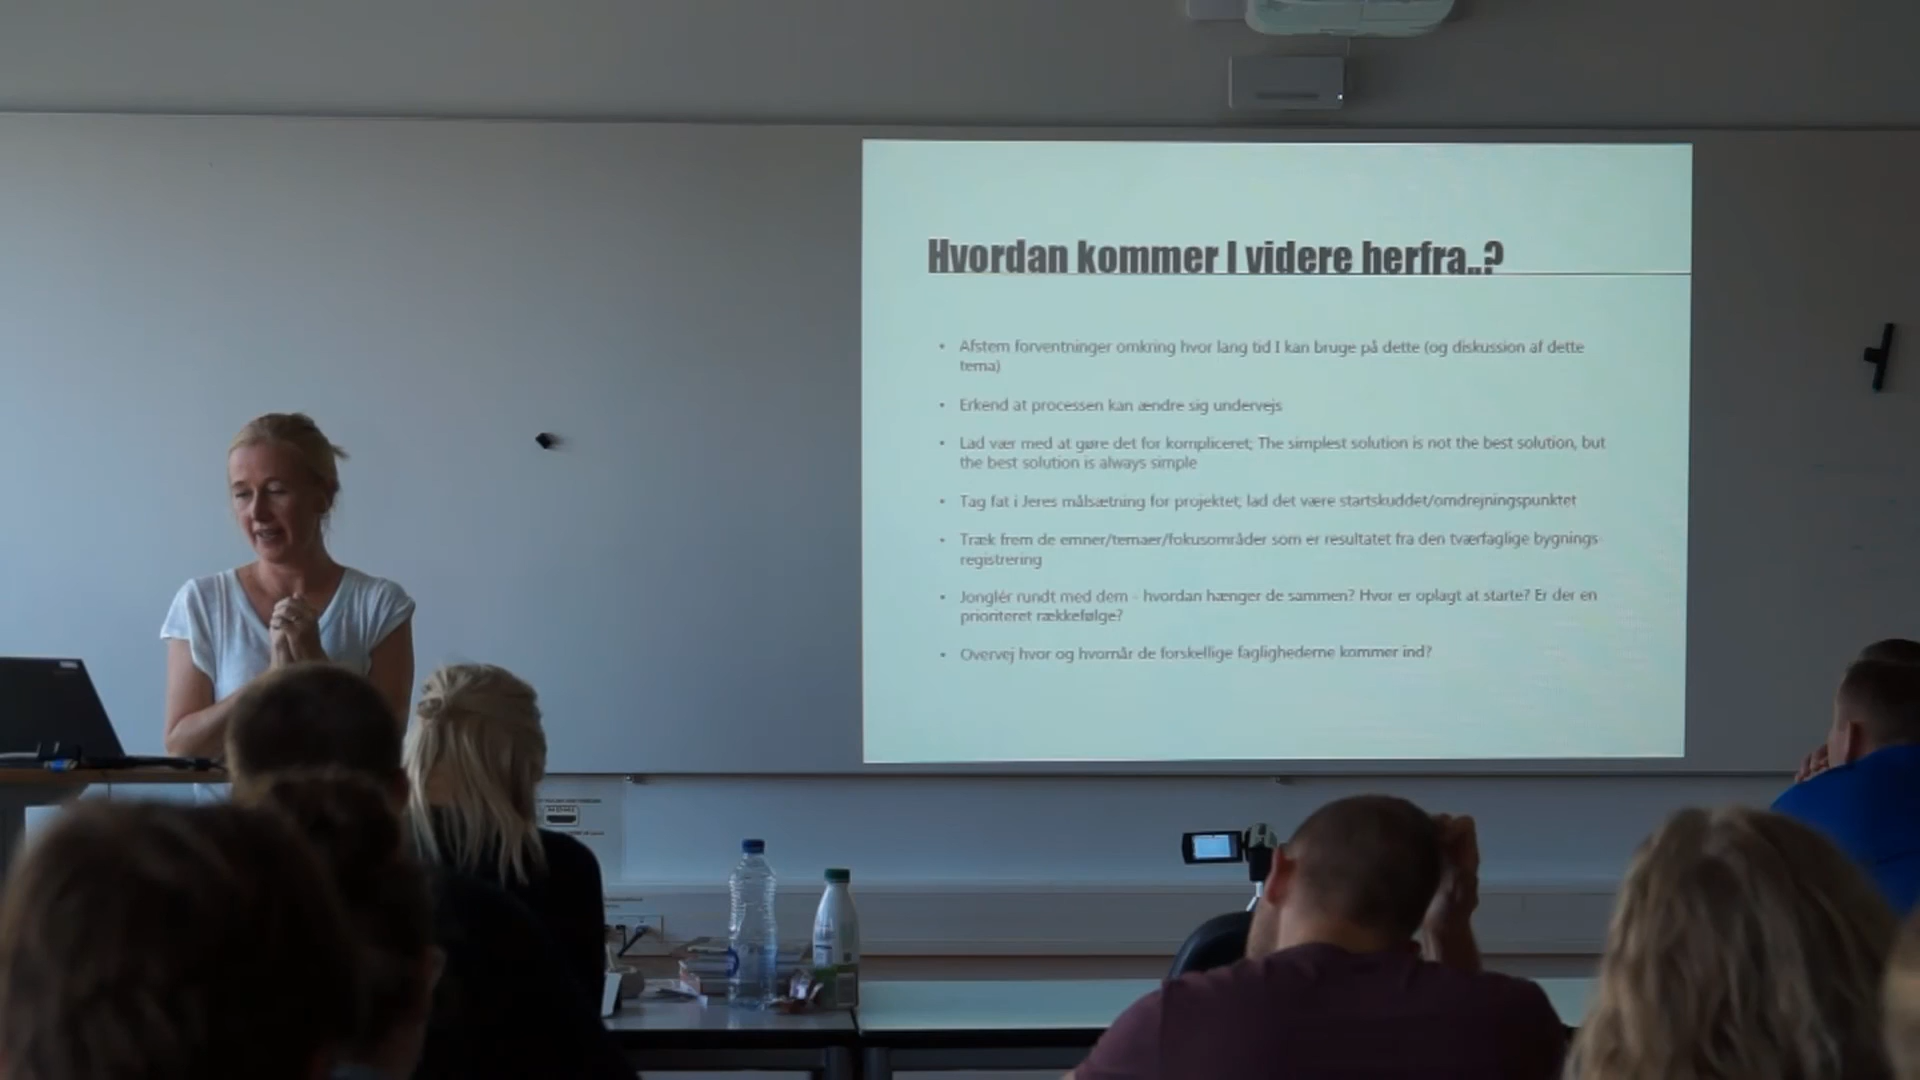 Hvordan kommer I videre herfra..?
• Afstem forventninger omkring hvor lang tid I kan bruge på dette (og diskussion af dette
tema)
• Erkend at processen kan ændre sig undervejs
• Lad vær med at gøre det for kompliceret; The simplest solution is not the best solution, but
the best solution is always simple
• Tag fat i Jeres målsætning for projektet; lad det være startskuddet/omdrejningspunktet
• Træk frem de emner/temaer/fokusområder som er resultatet fra den tværfaglige bygnings-
registrering
• Jonglér rundt med dem - hvordan hænger de sammen? Hvor er oplagt at starte? Er der en
prioriteret rækkefølge?
• Overvej hvor og hvornår de forskellige faglighederne kommer ind?